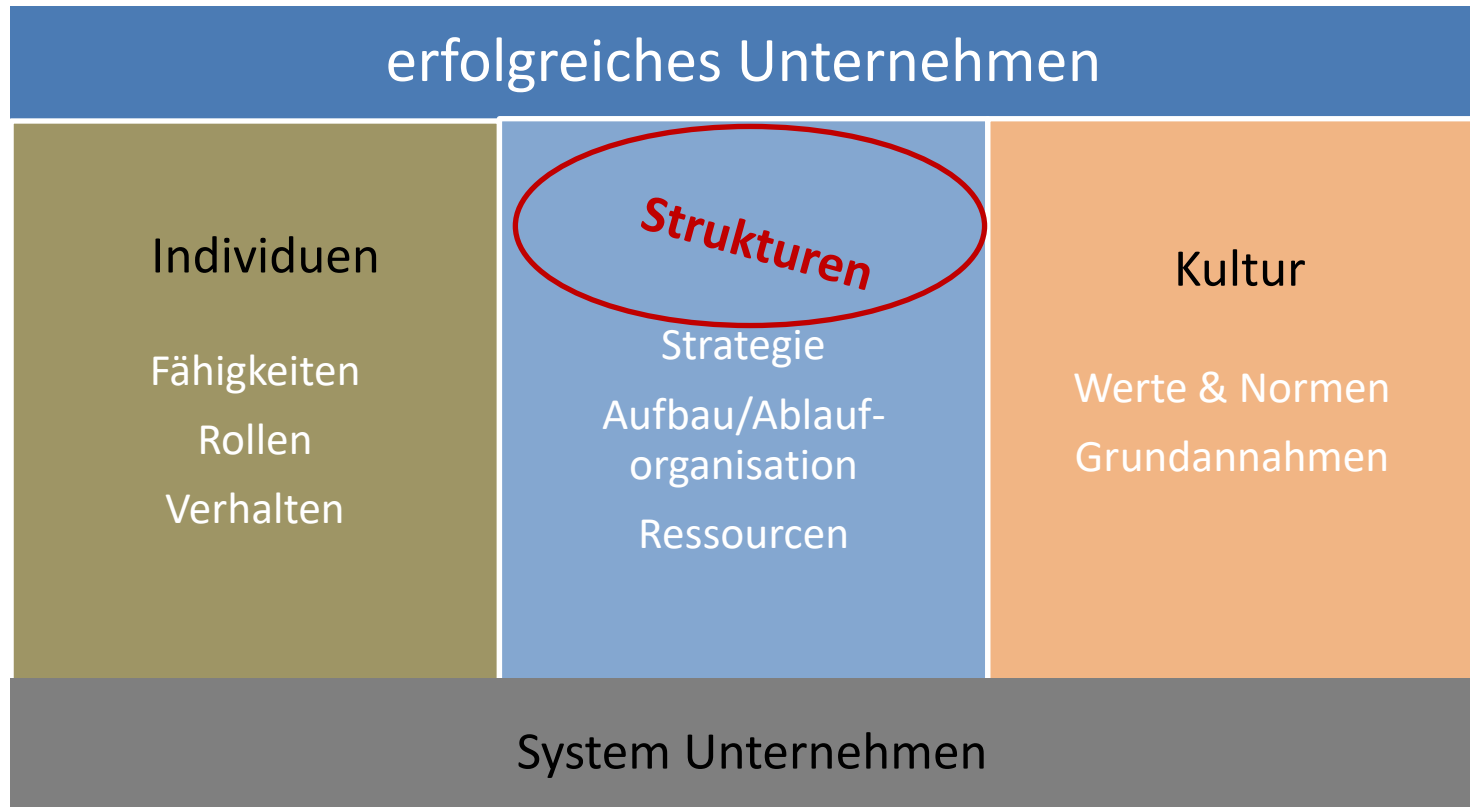 erfolgreiches Unternehmen
Individuen
Fähigkeiten
Rollen
Verhalten
Strukturen
Strategie
Aufbau/Ablauf-
organisation
Ressourcen
Kultur
Werte & Normen
Grundannahmen
System Unternehmen